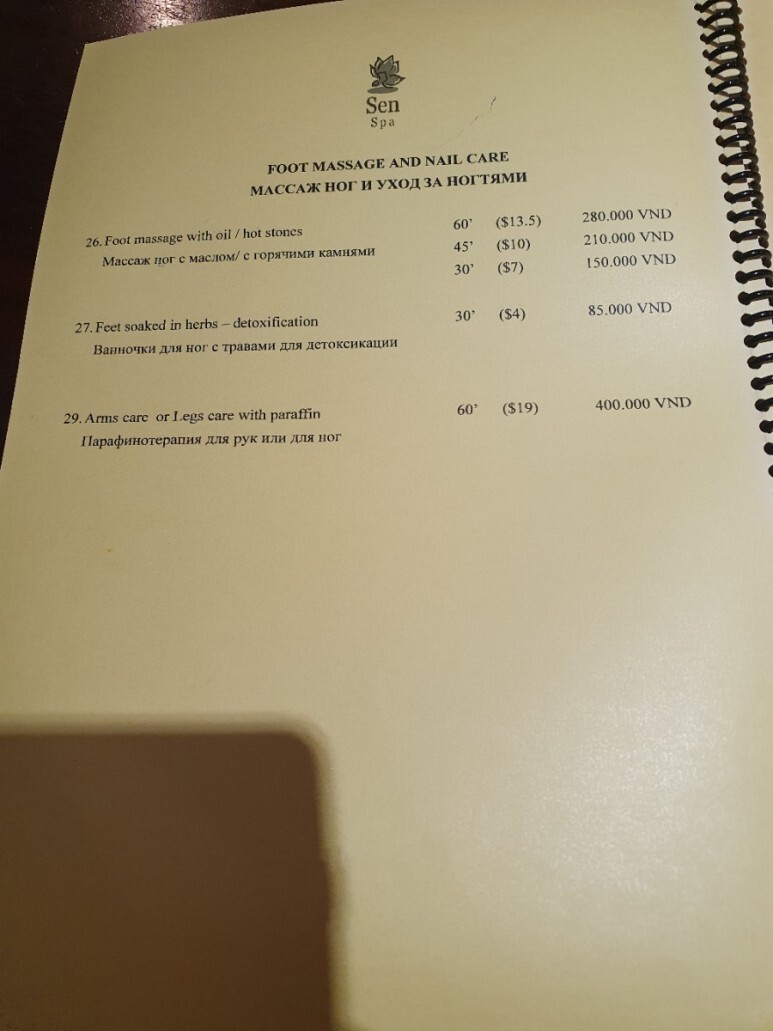 Sen
Spa
FOOT MASSAGE AND NAIL CARE
МАССАЖ НОГ И УХОД ЗА НОГТЯМИ
26. Foot massage with oil / hot stones 60' ($13.5) 280.000 VND
Массаж ног с маслом/ с горячими камнями 45' ($10) 210.000 VND
30' ($7) 150.000 VND
27. Feet soaked in herbs – detoxification 30' ($4) 85.000 VND
Ванночки для ног с травами для детоксикации
29. Arms care or Legs care with paraffin 60' ($19) 400.000 VND
Парафинотерапия для рук или для ног